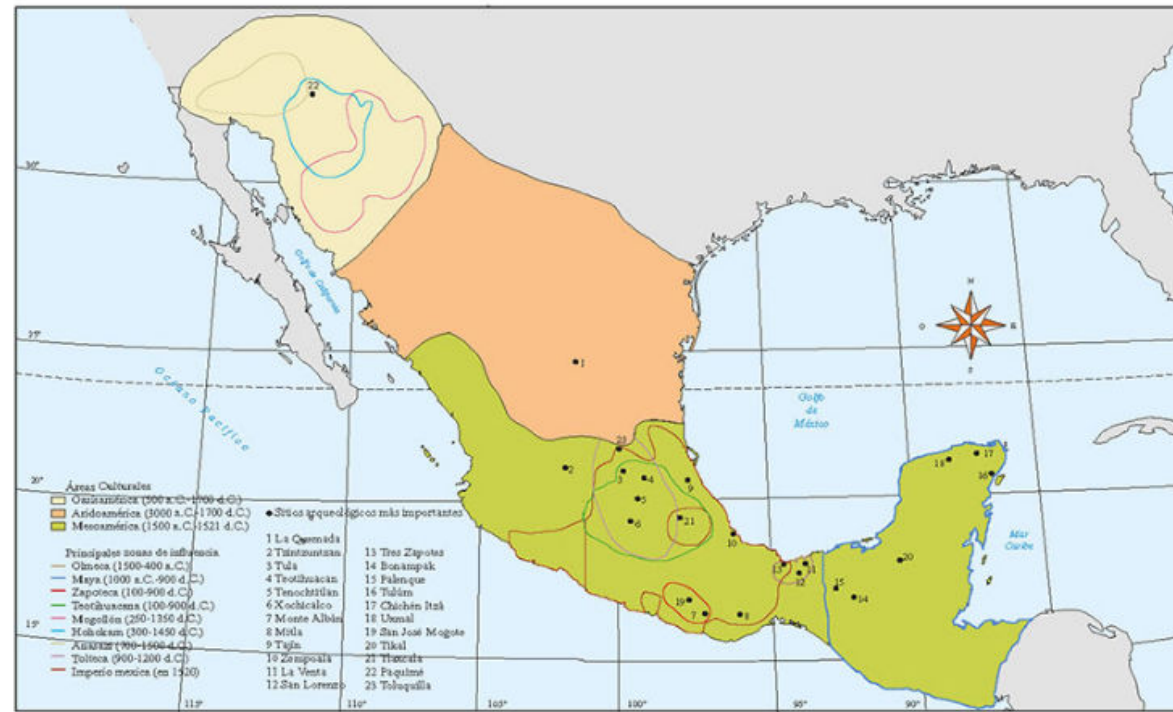 22
30°
Golfo de California
N
O
E
S
25°
1
Océano Pacífico
Golfo
de
México
23
2
3
4
9
5
6
21
10
18
17
16
Mar
Caribe
20°
13
11
12
20
15
14
19
7
8
15°
Áreas Culturales
Oasisamérica (500 a.C.-1700 d.C.)
Aridoamérica (3000 a.C.-1700 d.C.)
Mesoamérica (1500 a.C.-1521 d.C.)
Principales zonas de influencia
Olmeca (1500-400 a.C.)
Maya (1000 a.C.-900 d.C.)
Zapoteca (100-900 d.C.)
Teotihuacana (100-900 d.C.)
Mogollón (250-1350 d.C.)
Hohokam (300-1450 d.C.)
Anasazi (700-1500 d.C.)
Tolteca (900-1200 d.C.)
Imperio mexica (en 1520)
Sitios arqueológicos más importantes
1 La Quemada
2 Tzintzuntzan
3 Tula
4 Teotihuacán
5 Tenochtitlán
6 Xochicalco
7 Monte Albán
8 Mitla
9 Tajín
10 Zempoala
11 La Venta
12 San Lorenzo
13 Tres Zapotes
14 Bonampak
15 Palenque
16 Tulúm
17 Chichén Itzá
18 Uxmal
19 San José Mogote
20 Tikal
21 Tlaxcala
22 Paquimé
23 Toluquilla
115°
110°
105°
100°
95°
90°